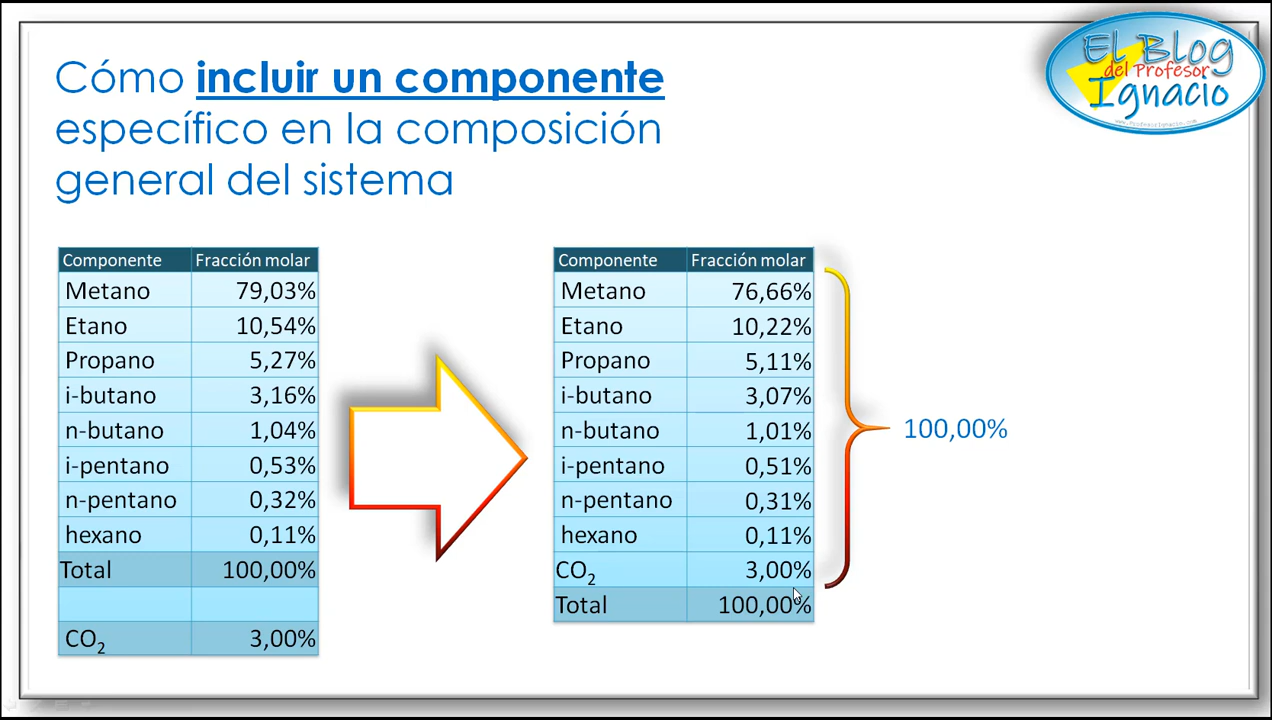 Cómo incluir un componente
específico en la composición
general del sistema
El Blog
del Profesor
Ignacio
www.profesorignacio.com
Componente Fracción molar
Metano 79,03%
Etano 10,54%
Propano 5,27%
i-butano 3,16%
n-butano 1,04%
i-pentano 0,53%
n-pentano 0,32%
hexano 0,11%
Total 100,00%
CO2 3,00%
Componente Fracción molar
Metano 76,66%
Etano 10,22%
Propano 5,11%
i-butano 3,07%
n-butano 1,01%
i-pentano 0,51%
n-pentano 0,31%
hexano 0,11%
CO2 3,00%
Total 100,00%
100,00%